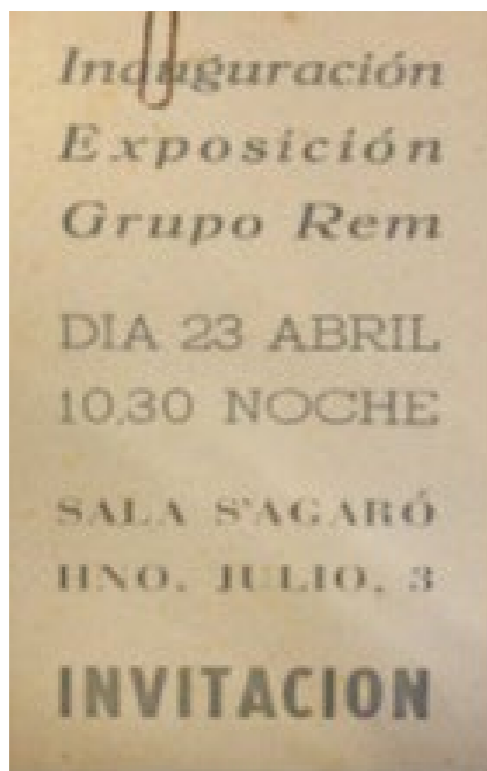 Inauguración
Exposición
Grupo Rem
DIA 23 ABRIL
10,30 NOCHE
SALA S'AGARÓ
HNO. JULIO, 3
INVITACION